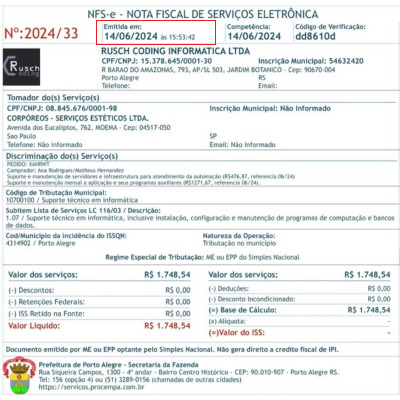 NFS-e - NOTA FISCAL DE SERVIÇOS ELETRÔNICA
Nº:2024/33
Emitida em:
14/06/2024 às 15:53:42
Competência:
14/06/2024
Código de Verificação:
dd8610d
RUSCH CODING INFORMATICA LTDA
CPF/CNPJ: 15.378.645/0001-30 Inscrição Municipal: 54632420
R BARAO DO AMAZONAS, 793, AP/SL 503, JARDIM BOTANICO - Cep: 90670-004
Porto Alegre RS
Telefone: Email:
Rusch
Coding
Tomador do(s) Serviço(s)
CPF/CNPJ: 08.845.676/0001-98 Inscrição Municipal: Não Informado
CORPÓREOS - SERVIÇOS ESTÉTICOS LTDA.
Avenida dos Eucaliptos, 762, MOEMA - Cep: 04517-050
Sao Paulo SP
Telefone: Não informado Email: Não Informado
Discriminação do(s) Serviço(s)
PEDIDO: XAHRWT
Comprador: Ana Rodrigues/Matheus Hernandez
Suporte e manutenção de servidores e infraestrutura para atendimento da automação (R$476,87, referencia 06/24).
Suporte e manutenção mensal a aplicação e seus programas auxiliares (R$1271,67, referencia 06/24).
Código de Tributação Municipal:
10700100 / Suporte técnico em informática
Subitem Lista de Serviços LC 116/03 / Descrição:
1.07 / Suporte técnico em informática, inclusive instalação, configuração e manutenção de programas de computação e bancos
de dados.
Cod/Município da incidência do ISSQN: Natureza da Operação:
4314902 / Porto Alegre Tributação no município
Regime Especial de Tributação: ME ou EPP do Simples Nacional
Valor dos serviços: R$ 1.748,54
(-) Descontos: R$ 0,00
(-) Retenções Federais: R$ 0,00
(-) ISS Retido na Fonte: R$ 0,00
Valor Líquido: R$ 1.748,54
Valor dos serviços: R$ 1.748,54
(-) Deduções: R$ 0,00
(-) Desconto Incondicionado: R$ 0,00
(=) Base de Cálculo: R$ 1.748,54
(x) Alíquota: -
(=)Valor do ISS: -
Documento emitido por ME ou EPP optante pelo Simples Nacional. Não gera direito a credito fiscal de IPI.
Prefeitura de Porto Alegre - Secretaria da Fazenda
Rua Siqueira Campos, 1300 - 4º andar - Bairro Centro Histórico - CEP: 90.010-907 - Porto Alegre RS.
Tel: 156 (opção 4) ou (51) 3289-0156 (chamadas de outras cidades)
https://servicos.procempa.com.br